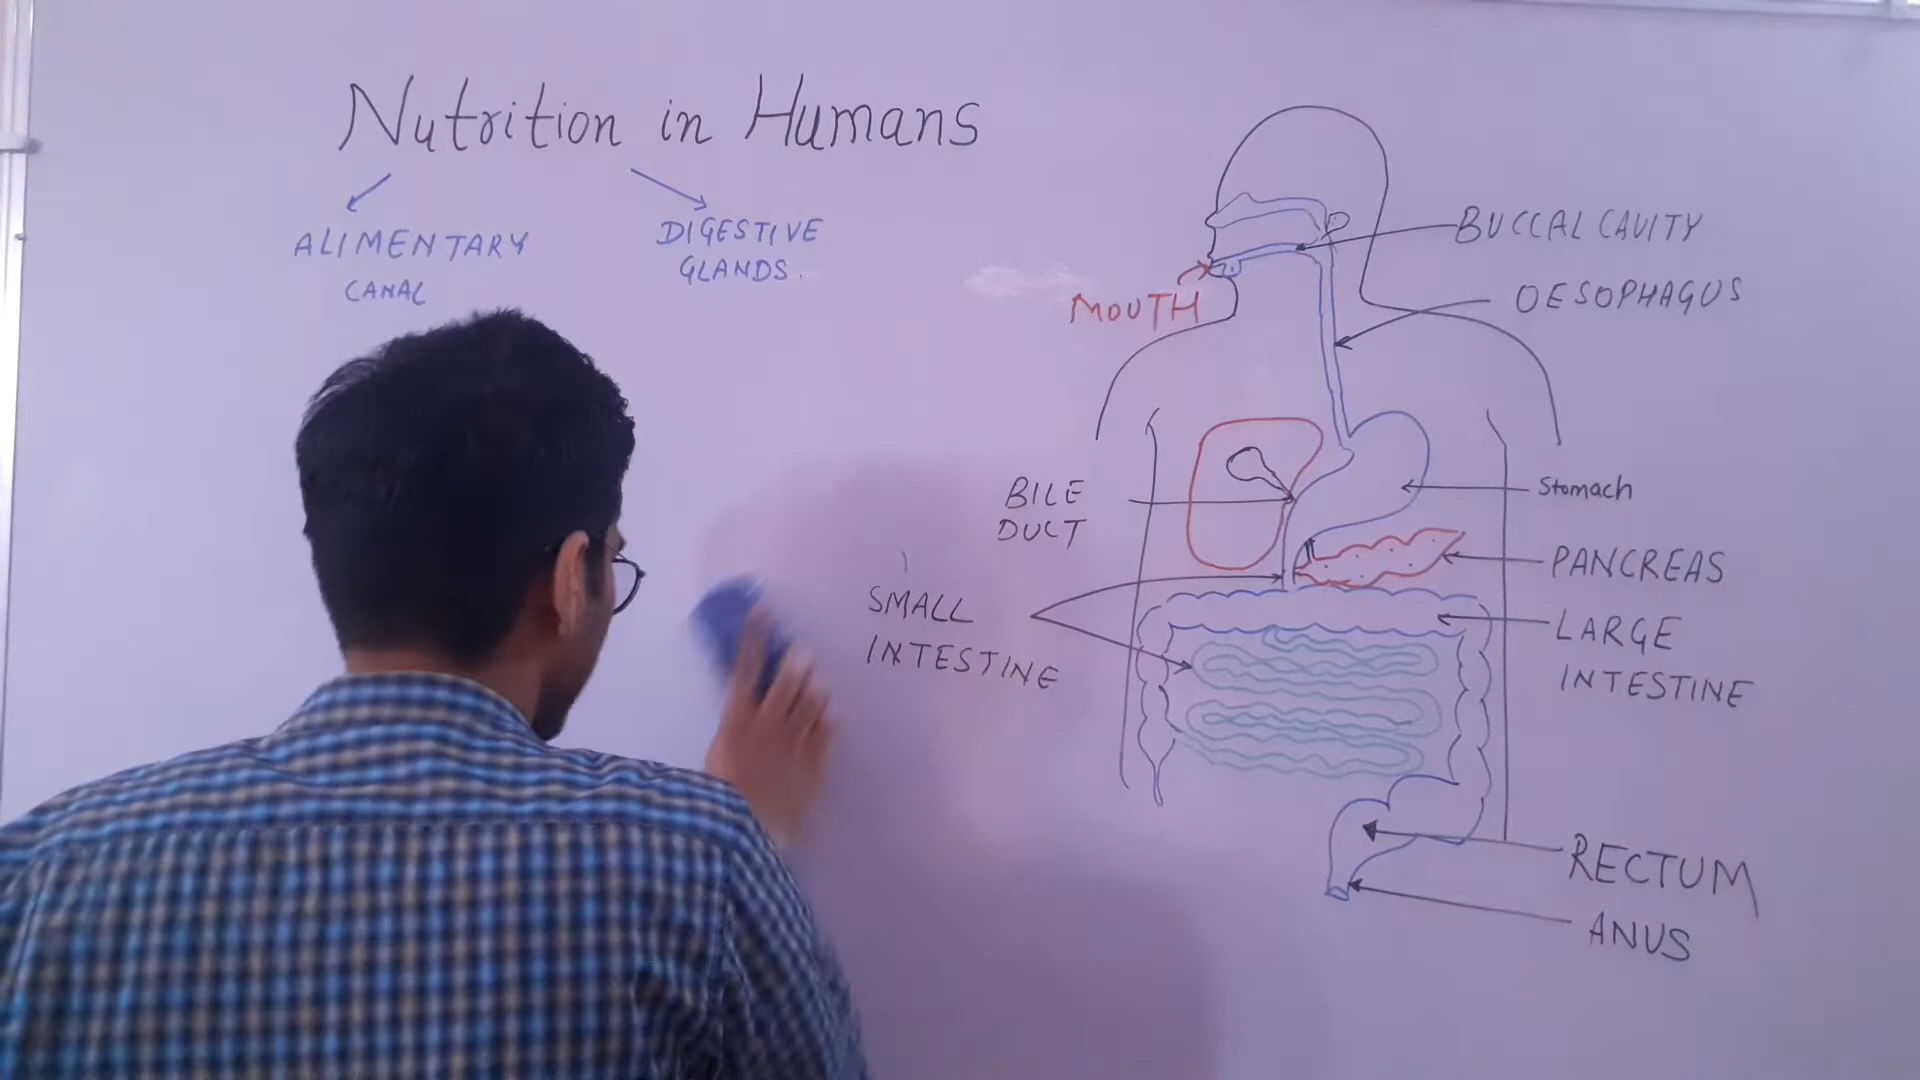 Nutrition in Humans
ALIMENTARY
CANAL
DIGESTIVE
GLANDS.
BUCCAL CAVITY
OESOPHAGUS
MOUTH
BILE
DUCT
Stomach
PANCREAS
SMALL
INTESTINE
LARGE
INTESTINE
RECTUM
ANUS